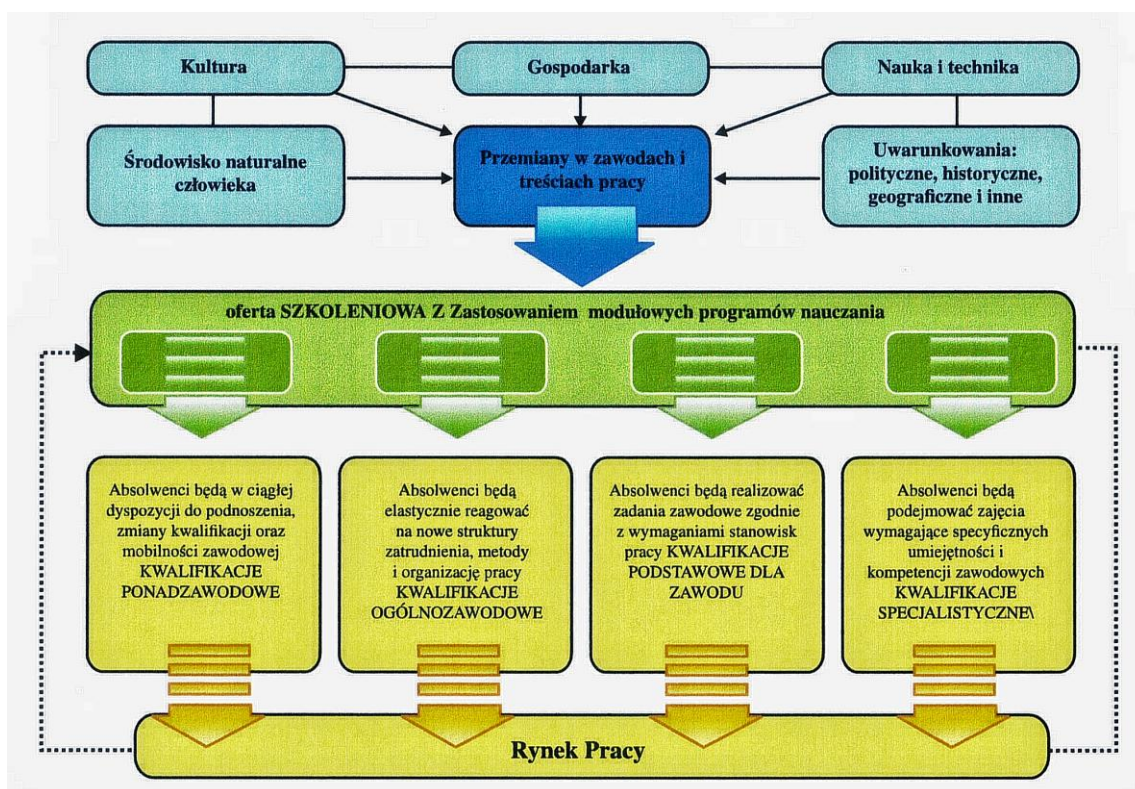 Kultura
Gospodarka
Nauka i technika
Środowisko naturalne
człowieka
Przemiany w zawodach i
treściach pracy
Uwarunkowania:
polityczne, historyczne,
geograficzne i inne
oferta SZKOLENIOWA Z Zastosowaniem modułowych programów nauczania
Absolwenci będą w ciągłej
dyspozycji do podnoszenia,
zmiany kwalifikacji oraz
mobilności zawodowej
KWALIFIKACJE
PONADZAWODOWE
Absolwenci będą
elastycznie reagować
na nowe struktury
zatrudnienia, metody
i organizację pracy
KWALIFIKACJE
OGÓLNOZAWODOWE
Absolwenci będą realizować
zadania zawodowe zgodnie
z wymaganiami stanowisk
pracy KWALIFIKACJE
PODSTAWOWE DLA
ZAWODU
Absolwenci będą
podejmować zajęcia
wymagające specyficznych
umiejętności i
kompetencji zawodowych
KWALIFIKACJE
SPECJALISTYCZNE\
Rynek Pracy